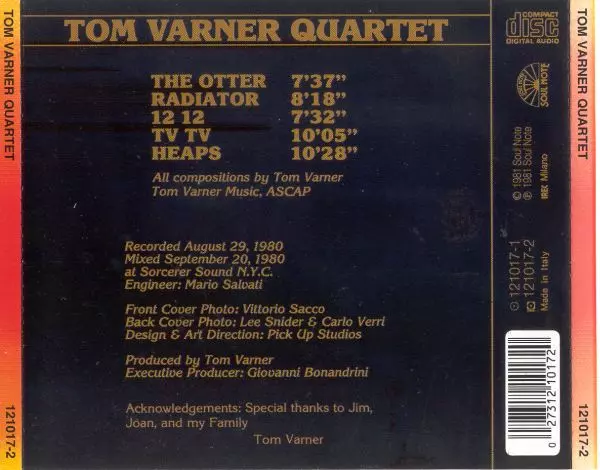 TOM VARNER QUARTET
TOM VARNER QUARTET
COMPACT
disc
DIGITAL AUDIO
THE OTTER 7'37"
RADIATOR 8'18"
12 12 7'32"
TV TV 10'05"
HEAPS 10'28"
All compositions by Tom Varner
Tom Varner Music, ASCAP
Recorded August 29, 1980
Mixed September 20, 1980
at Sorcerer Sound N.Y.C.
Engineer: Mario Salvati
Front Cover Photo: Vittorio Sacco
Back Cover Photo: Lee Snider & Carlo Verri
Design & Art Direction: Pick Up Studios
Produced by Tom Varner
Executive Producer: Giovanni Bonandrini
Acknowledgements: Special thanks to Jim,
Joan, and my Family
Tom Varner
SOUL NOTE
© 1981 Soul Note
℗ 1981 Soul Note
IREC Milano
121017-1
121017-2
Made in Italy
0 27312 10172
TOM VARNER QUARTET
121017-2
121017-2